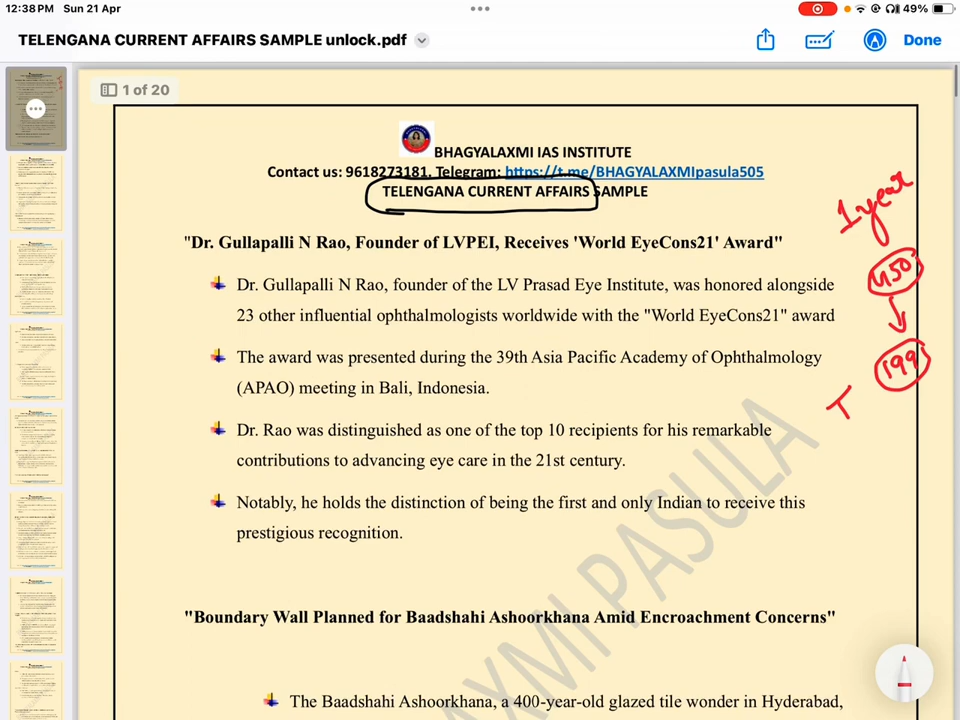 12:38 PM Sun 21 Apr
49%
TELENGANA CURRENT AFFAIRS SAMPLE unlock.pdf
Done
1 of 20
BHAGYALAXMI IAS INSTITUTE
Contact us: 9618273181. Telegram: https://t.me/BHAGYALAXMIpasula505
TELENGANA CURRENT AFFAIRS SAMPLE
1 year
450
199
T
"Dr. Gullapalli N Rao, Founder of LVPEI, Receives 'World EyeCons21' Award"
Dr. Gullapalli N Rao, founder of the LV Prasad Eye Institute, was honored alongside
23 other influential ophthalmologists worldwide with the "World EyeCons21" award
The award was presented during the 39th Asia Pacific Academy of Ophthalmology
(APAO) meeting in Bali, Indonesia.
Dr. Rao was distinguished as one of the top 10 recipients for his remarkable
contributions to advancing eye care in the 21st century.
Notably, he holds the distinction of being the first and only Indian to receive this
prestigious recognition.
"Boundary Wall Planned for Baadshahi Ashoorkhana Amid Encroachment Concerns"
The Baadshahi Ashoorkhana, a 400-year-old glazed tile wonder in Hyderabad,
XMI PASULA